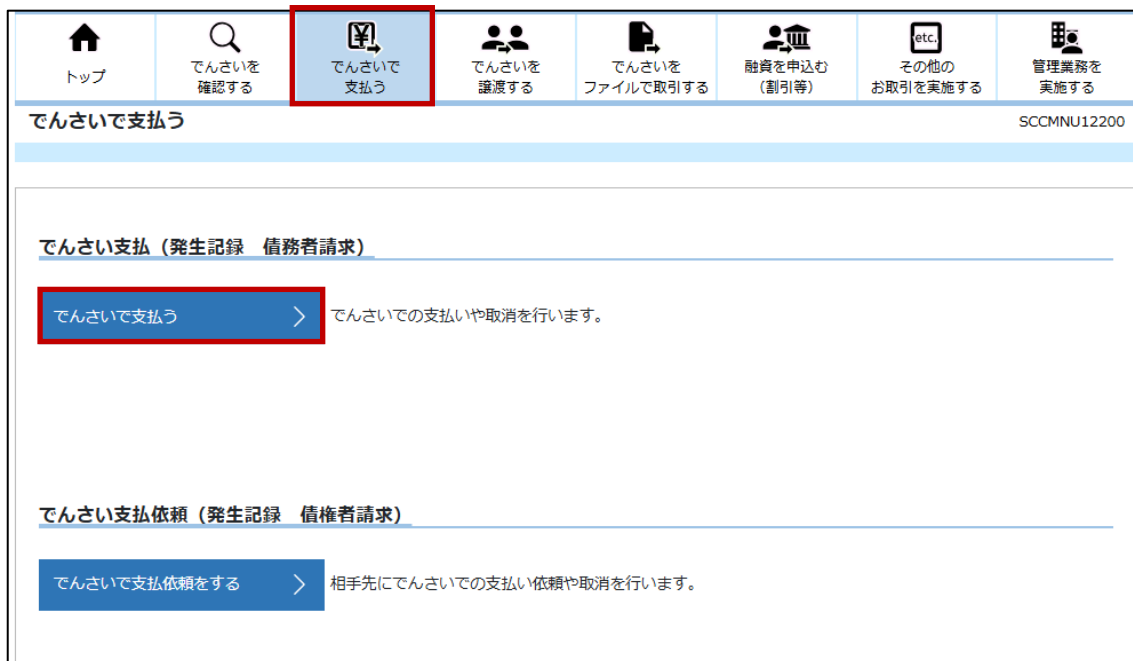 トップ
でんさいを
確認する
でんさいで
支払う
でんさいを
譲渡する
でんさいを
ファイルで取引する
融資を申込む
(割引等)
etc.
その他の
お取引を実施する
管理業務を
実施する
でんさいで支払う
SCCMNU12200
でんさい支払(発生記録 債務者請求)
でんさいで支払う
でんさいでの支払いや取消を行います。
でんさい支払依頼(発生記録 債権者請求)
でんさいで支払依頼をする
相手先にでんさいでの支払い依頼や取消を行います。